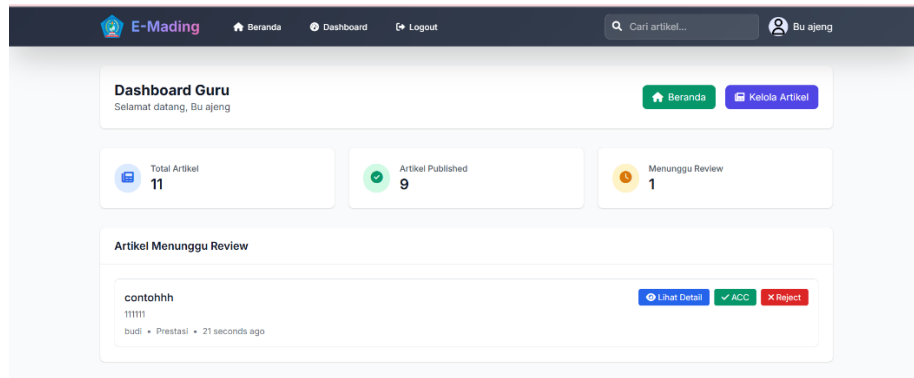 E-Mading Beranda Dashboard Logout Cari artikel... Bu ajeng
Dashboard Guru
Selamat datang, Bu ajeng
Beranda Kelola Artikel
Total Artikel
11
Artikel Published
9
Menunggu Review
1
Artikel Menunggu Review
contohhh
111111
budi • Prestasi • 21 seconds ago
Lihat Detail ACC Reject